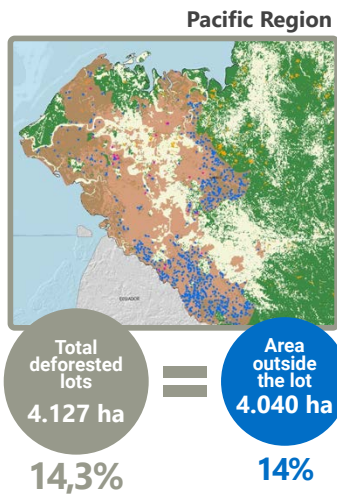 Pacific Region
ECUADOR
Total
deforested
lots
4.127 ha
=
Area
outside
the lot
4.040 ha
14,3%
14%